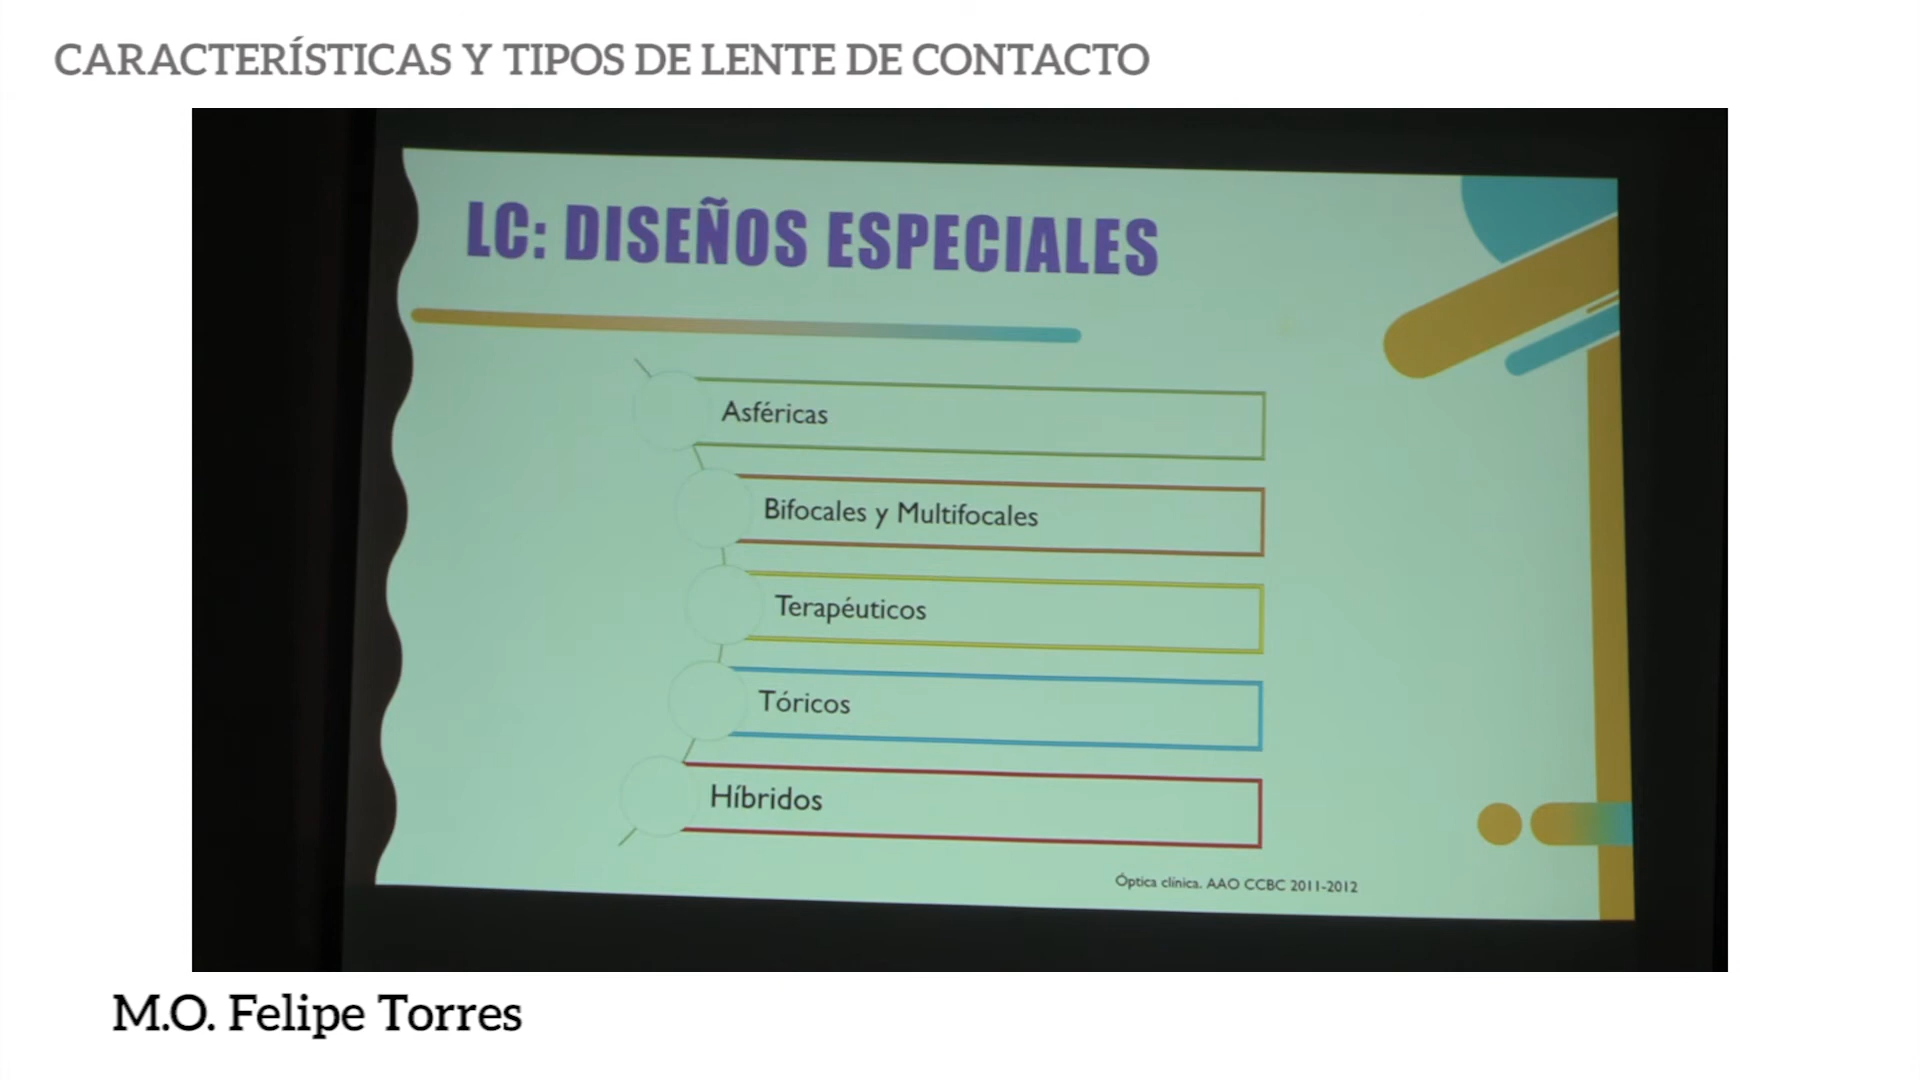 CARACTERÍSTICAS Y TIPOS DE LENTE DE CONTACTO
LC: DISEÑOS ESPECIALES
Asféricas
Bifocales y Multifocales
Terapéuticos
Tóricos
Híbridos
Óptica clínica. AAO CCBC 2011-2012
M.O. Felipe Torres